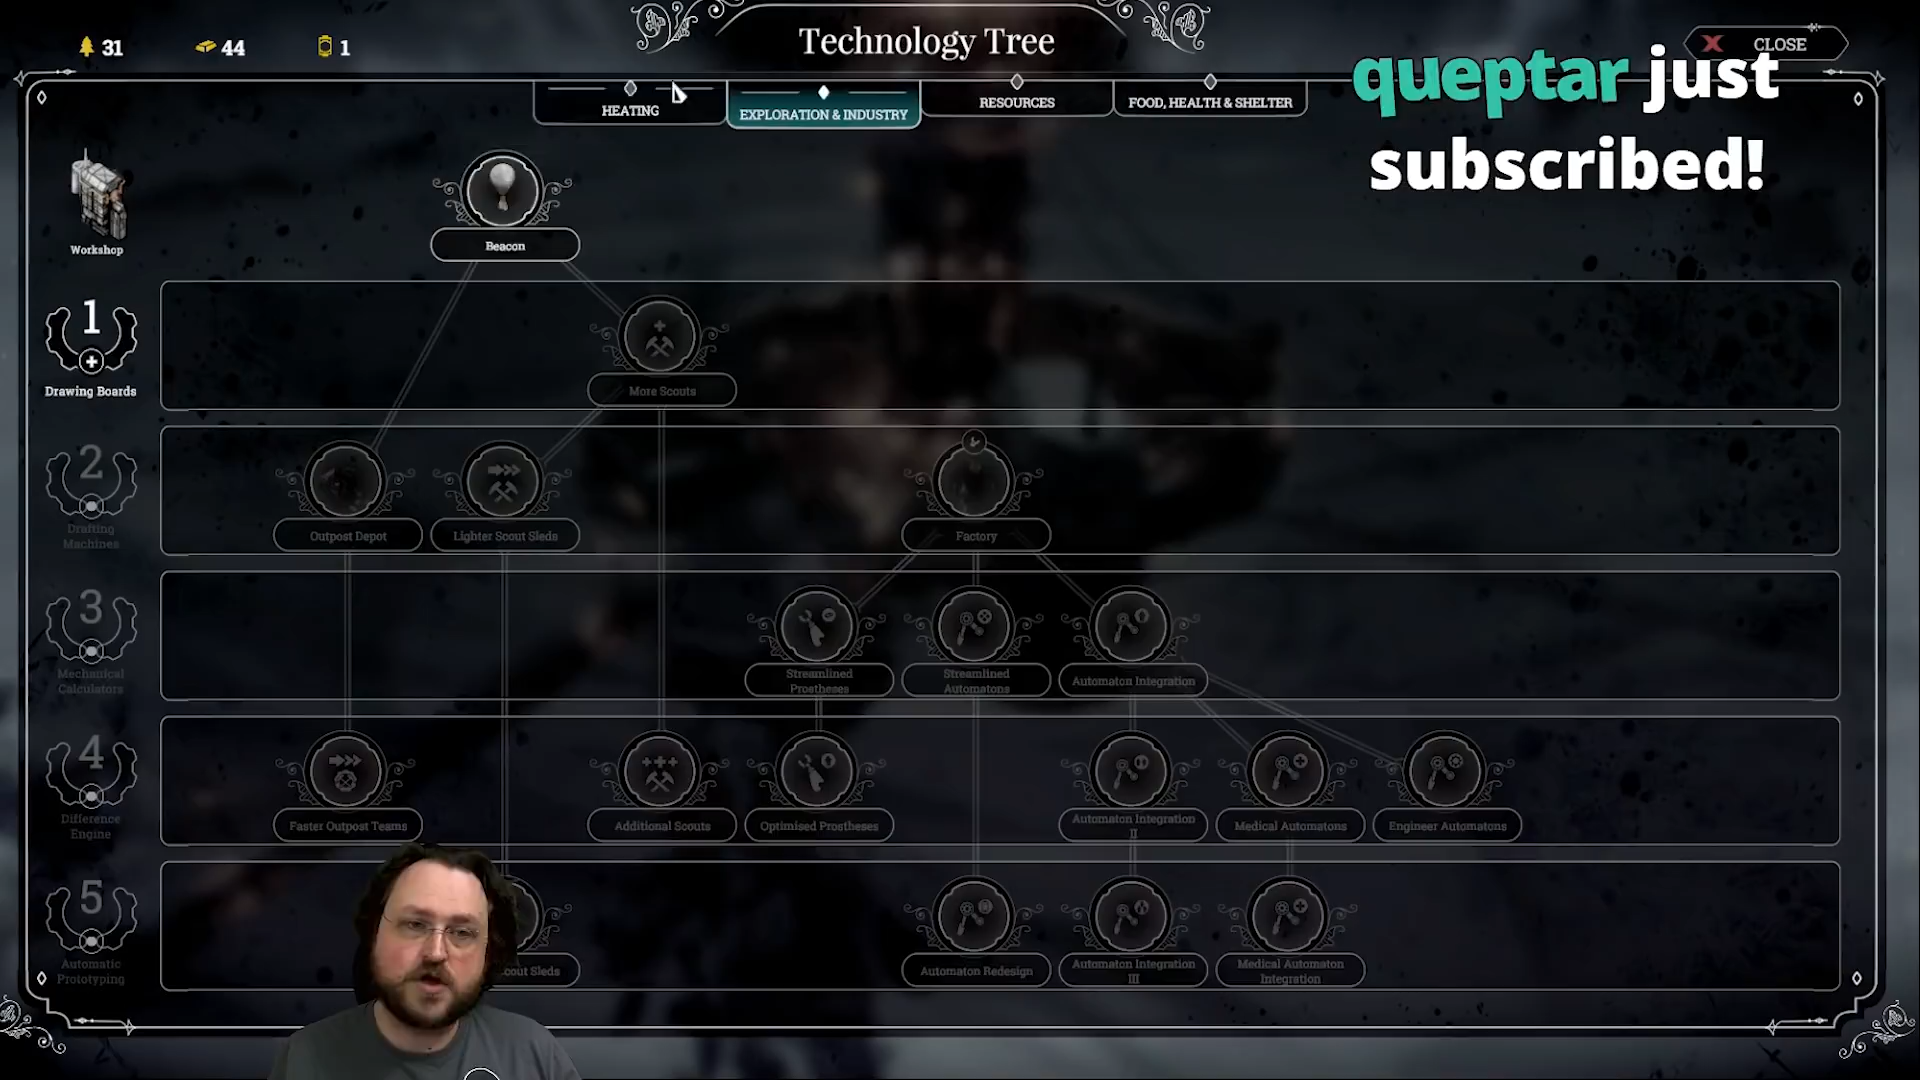 31
44
1
Technology Tree
CLOSE
queptar just
subscribed!
HEATING
EXPLORATION & INDUSTRY
RESOURCES
FOOD, HEALTH & SHELTER
Workshop
Beacon
1
Drawing Boards
More Scouts
2
Drafting
Machines
Outpost Depot
Lighter Scout Sleds
Factory
3
Mechanical
Calculators
Streamlined
Prostheses
Streamlined
Automatons
Automaton Integration
4
Difference
Engine
Faster Outpost Teams
Additional Scouts
Optimised Prostheses
Automaton Integration
II
Medical Automatons
Engineer Automatons
5
Automatic
Prototyping
Scout Sleds
Automaton Redesign
Automaton Integration
III
Medical Automaton
Integration